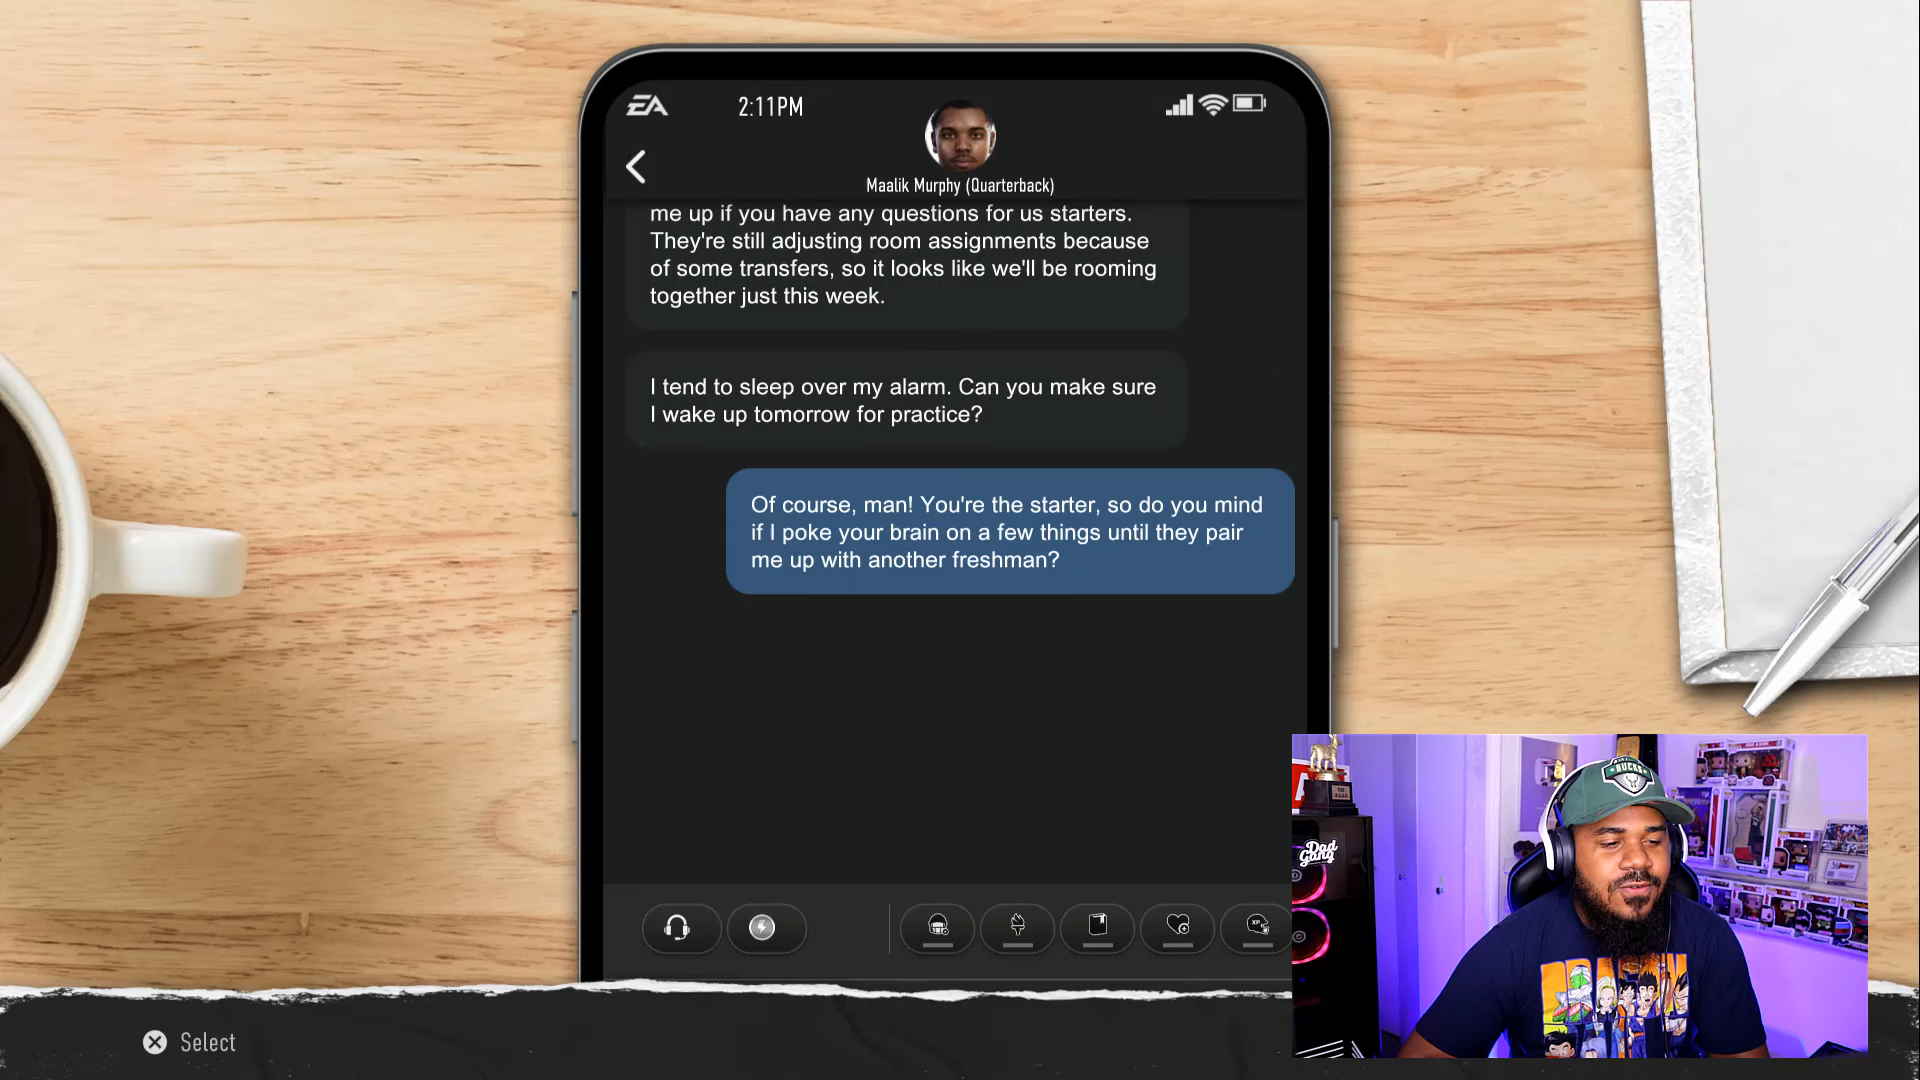 EA
2:11PM
Maalik Murphy (Quarterback)
me up if you have any questions for us starters.
They're still adjusting room assignments because
of some transfers, so it looks like we'll be rooming
together just this week.
I tend to sleep over my alarm. Can you make sure
I wake up tomorrow for practice?
Of course, man! You're the starter, so do you mind
if I poke your brain on a few things until they pair
me up with another freshman?
XP
BUCKS
Dad
Gang
Select